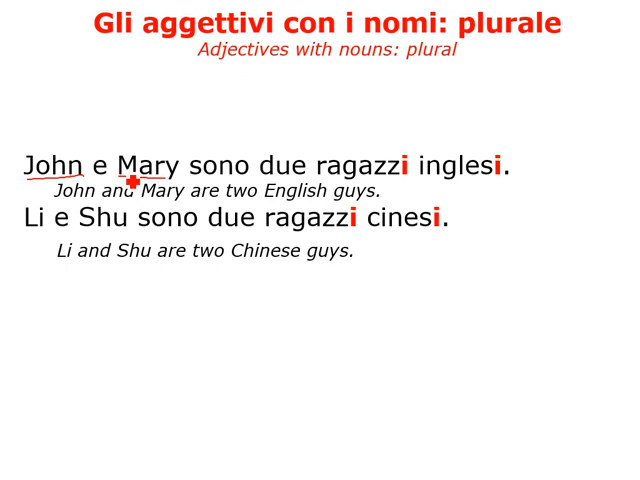 Gli aggettivi con i nomi: plurale
Adjectives with nouns: plural
John e Mary sono due ragazzi inglesi.
John and Mary are two English guys.
Li e Shu sono due ragazzi cinesi.
Li and Shu are two Chinese guys.